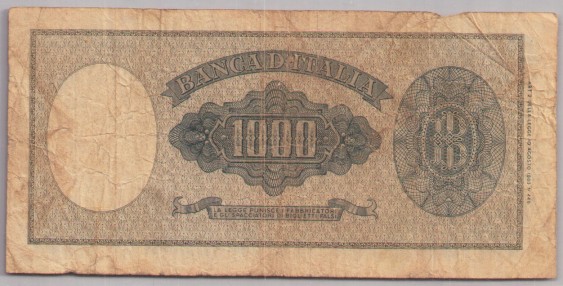 BANCA D'ITALIA
1000
LA LEGGE PUNISCE I FABBRICATORI
E GLI SPACCIATORI DI BIGLIETTI FALSI